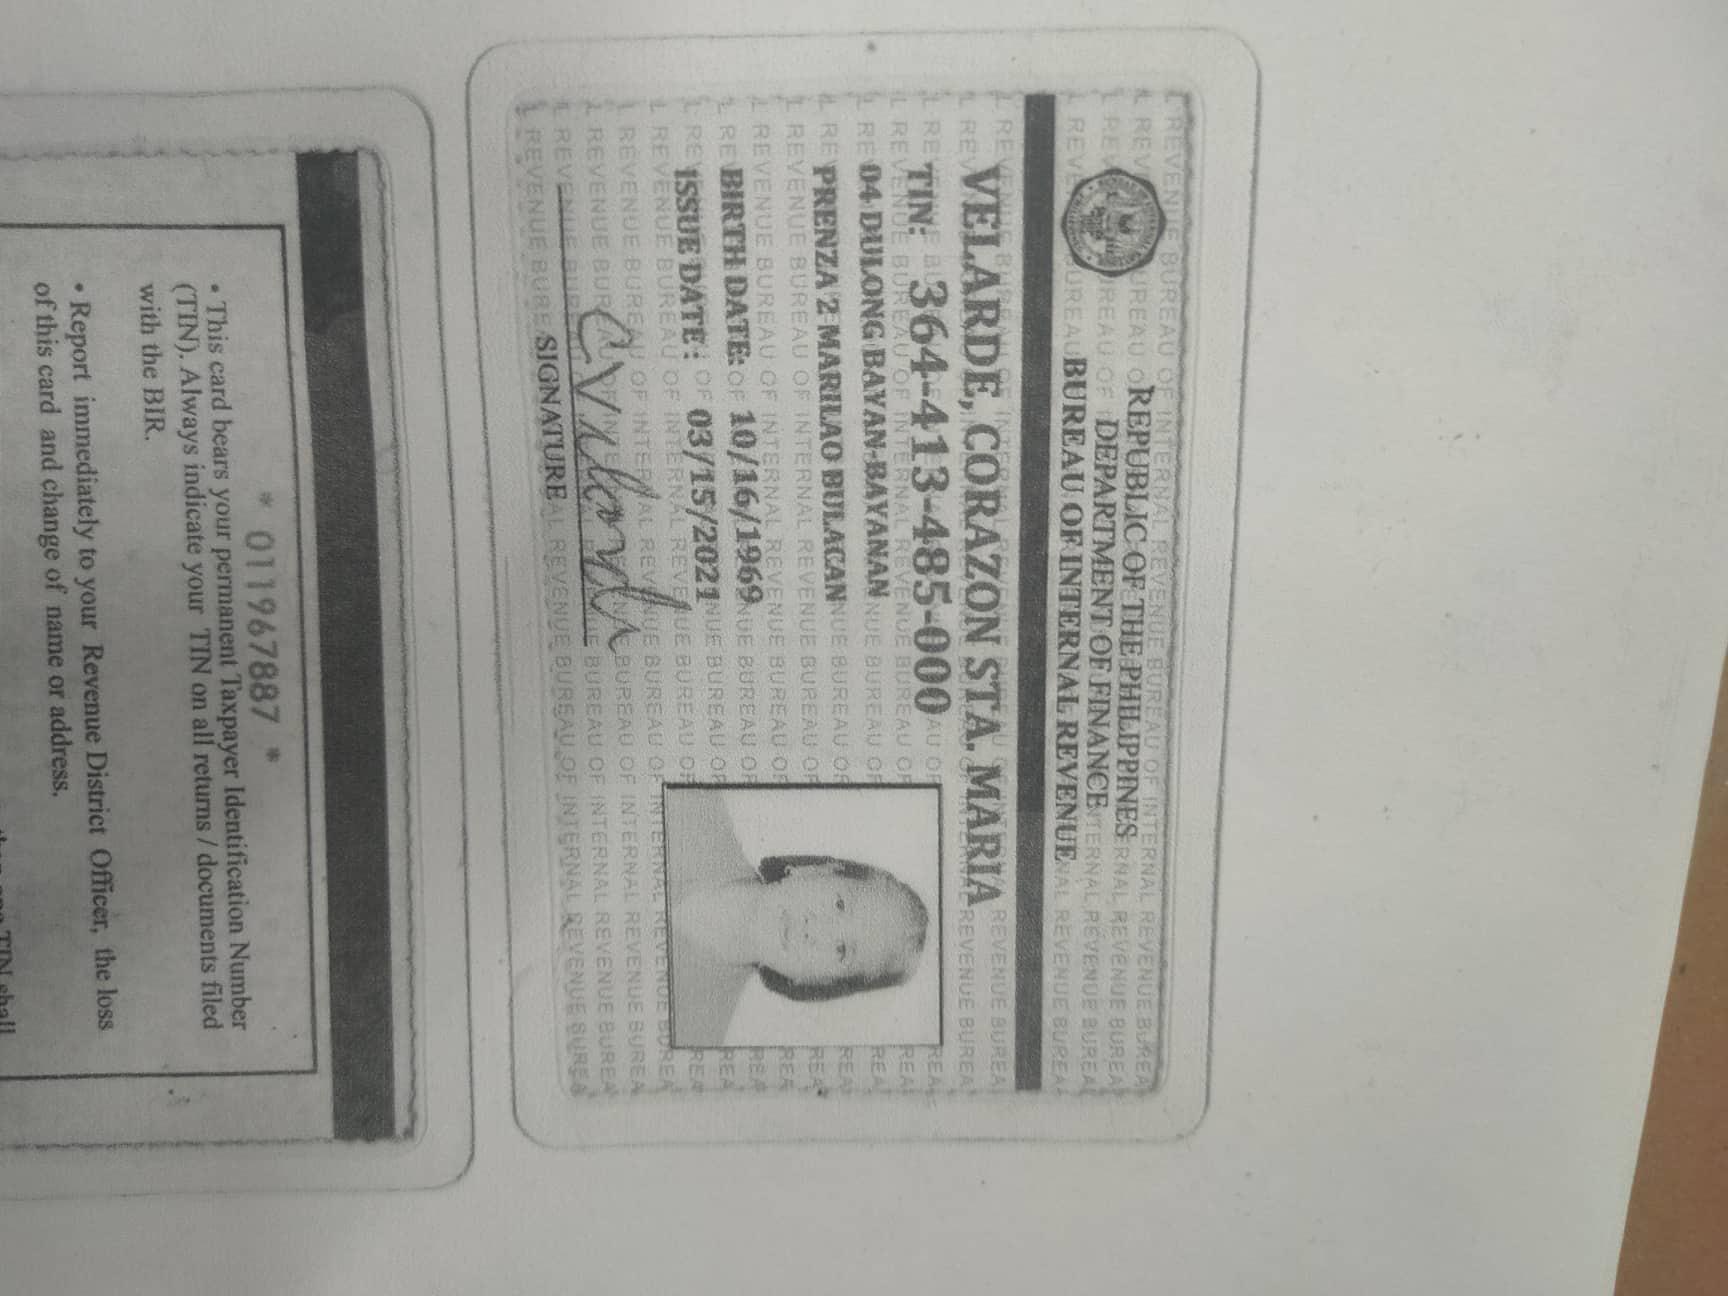 REPUBLIC OF THE PHILIPPINES
DEPARTMENT OF FINANCE
BUREAU OF INTERNAL REVENUE
VELARDE, CORAZON STA. MARIA
TIN: 364-413-485-000
04 DULONG BAYAN-BAYANAN
PRENZA 2 MARILAO BULACAN
BIRTH DATE: 10/16/1969
ISSUE DATE: 03/15/2021
SIGNATURE
* 011967887 *
• This card bears your permanent Taxpayer Identification Number
(TIN). Always indicate your TIN on all returns / documents filed
with the BIR.
• Report immediately to your Revenue District Officer, the loss
of this card and change of name or address.
TIN shall